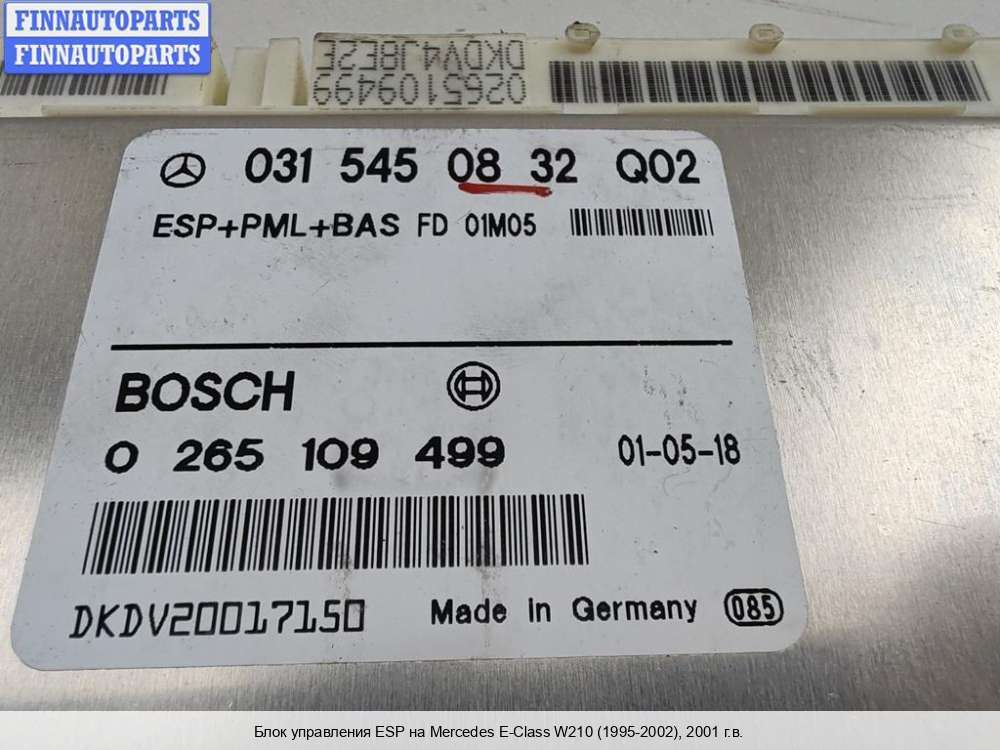 FINNAUTOPARTS
FINNAUTOPARTS
DKDV4J8E2E
0265109499
031 545 08 32 Q02
ESP+PML+BAS FD 01M05
BOSCH
0 265 109 499 01-05-18
DKDV20017150 Made in Germany 085
Блок управления ESP на Mercedes E-Class W210 (1995-2002), 2001 г.в.